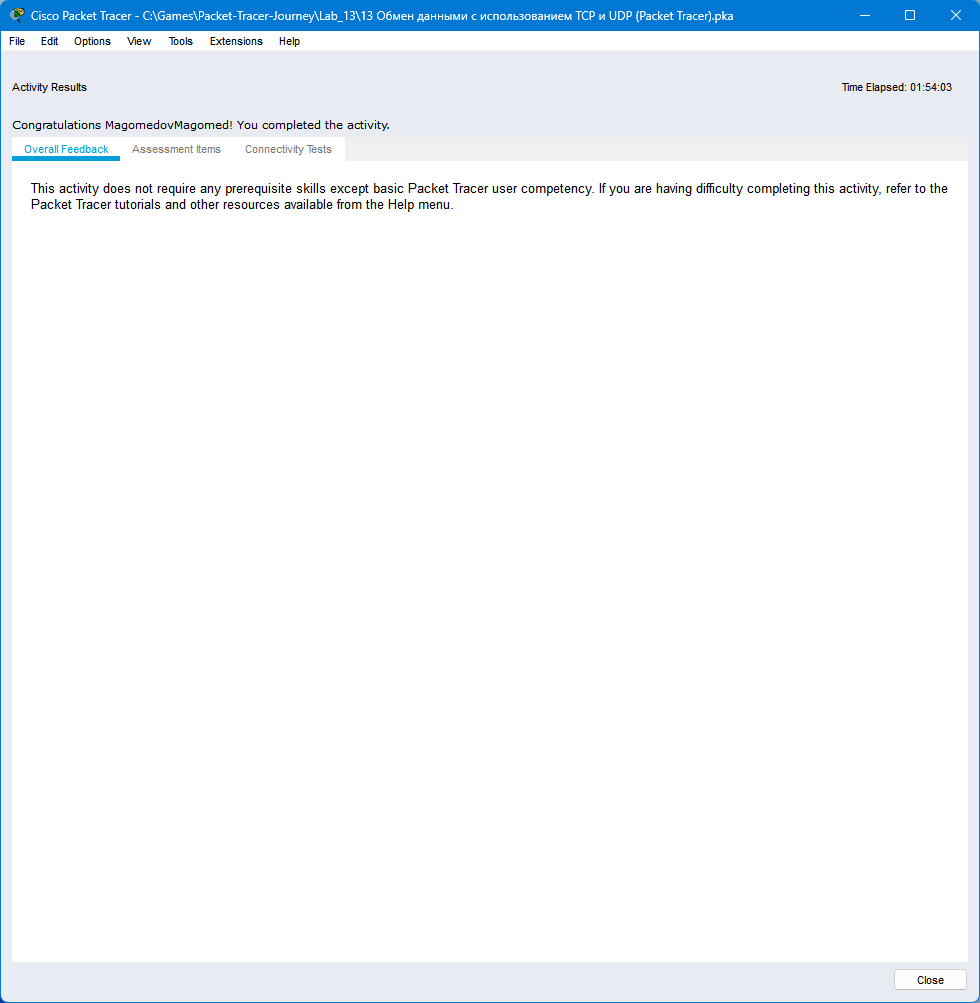 Cisco Packet Tracer - C:\Games\Packet-Tracer-Journey\Lab_13\13 Обмен данными с использованием TCP и UDP (Packet Tracer).pka
File Edit Options View Tools Extensions Help
Activity Results Time Elapsed: 01:54:03
Congratulations MagomedovMagomed! You completed the activity.
Overall Feedback Assessment Items Connectivity Tests
This activity does not require any prerequisite skills except basic Packet Tracer user competency. If you are having difficulty completing this activity, refer to the
Packet Tracer tutorials and other resources available from the Help menu.
Close